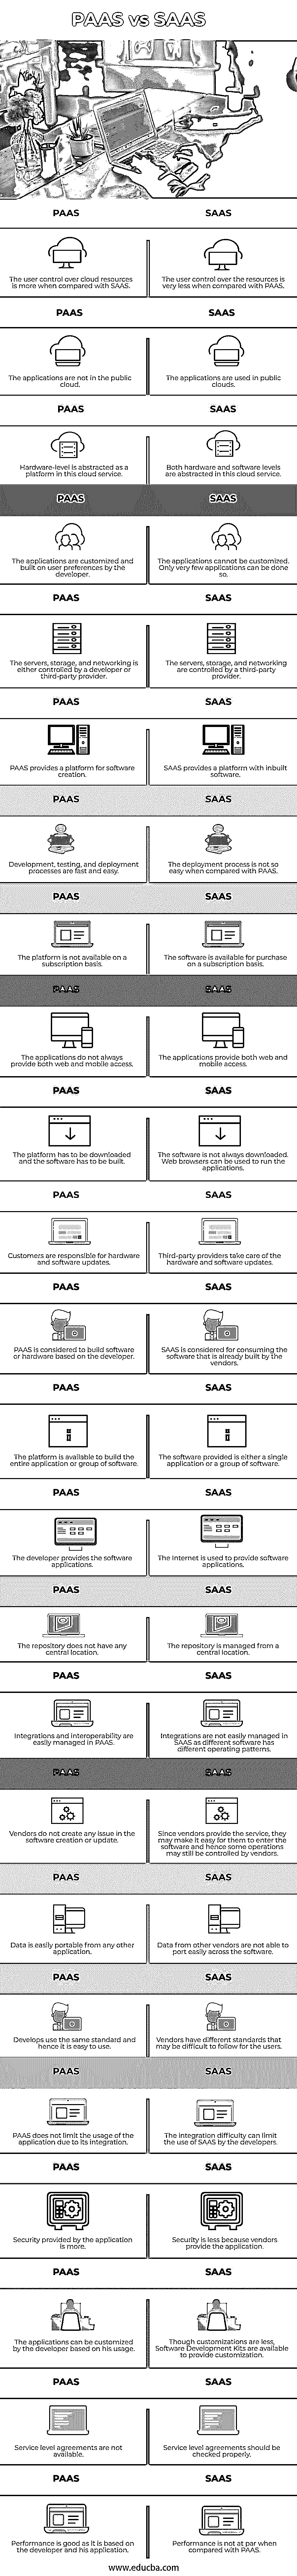 PAAS vs SAAS
PAAS SAAS
The user control over cloud resources
is more when compared with SAAS.
The user control over the resources is
very less when compared with PAAS.
PAAS SAAS
The applications are not in the public
cloud.
The applications are used in public
clouds.
PAAS SAAS
Hardware-level is abstracted as a
platform in this cloud service.
Both hardware and software levels
are abstracted in this cloud service.
PAAS SAAS
The applications are customized and
built on user preferences by the
developer.
The applications cannot be customized.
Only very few applications can be done
so.
PAAS SAAS
The servers, storage, and networking is
either controlled by a developer or
third-party provider.
The servers, storage, and networking
are controlled by a third-party
provider.
PAAS SAAS
PAAS provides a platform for software
creation.
SAAS provides a platform with inbuilt
software.
PAAS SAAS
Development, testing, and deployment
processes are fast and easy.
The deployment process is not so
easy when compared with PAAS.
PAAS SAAS
The platform is not available on a
subscription basis.
The software is available for purchase
on a subscription basis.
PAAS SAAS
The applications do not always
provide both web and mobile access.
The applications provide both web and
mobile access.
PAAS SAAS
The platform has to be downloaded
and the software has to be built.
The software is not always downloaded.
Web browsers can be used to run the
applications.
PAAS SAAS
Customers are responsible for hardware
and software updates.
Third-party providers take care of the
hardware and software updates.
PAAS SAAS
PAAS is considered to build software
or hardware based on the developer.
SAAS is considered for consuming the
software that is already built by the
vendors.
PAAS SAAS
The platform is available to build the
entire application or group of software.
The software provided is either a single
application or a group of software.
PAAS SAAS
The developer provides the software
applications.
The Internet is used to provide software
applications.
PAAS SAAS
The repository does not have any
central location.
The repository is managed from a
central location.
PAAS SAAS
Integrations and interoperability are
easily managed in PAAS.
Integrations are not easily managed in
SAAS as different software has
different operating patterns.
PAAS SAAS
Vendors do not create any issue in the
software creation or update.
Since vendors provide the service, they
may make it easy for them to enter the
software and hence some operations
may still be controlled by vendors.
PAAS SAAS
Data is easily portable from any other
application.
Data from other vendors are not able to
port easily across the software.
PAAS SAAS
Develops use the same standard and
hence it is easy to use.
Vendors have different standards that
may be difficult to follow for the users.
PAAS SAAS
PAAS does not limit the usage of the
application due to its integration.
The integration difficulty can limit
the use of SAAS by the developers.
PAAS SAAS
Security provided by the application
is more.
Security is less because vendors
provide the application.
PAAS SAAS
The applications can be customized
by the developer based on his usage.
Though customizations are less,
Software Development Kits are available
to provide customization.
PAAS SAAS
Service level agreements are not
available.
Service level agreements should be
checked properly.
PAAS SAAS
Performance is good as it is based on
the developer and his application.
Performance is not at par when
compared with PAAS.
www.educba.com